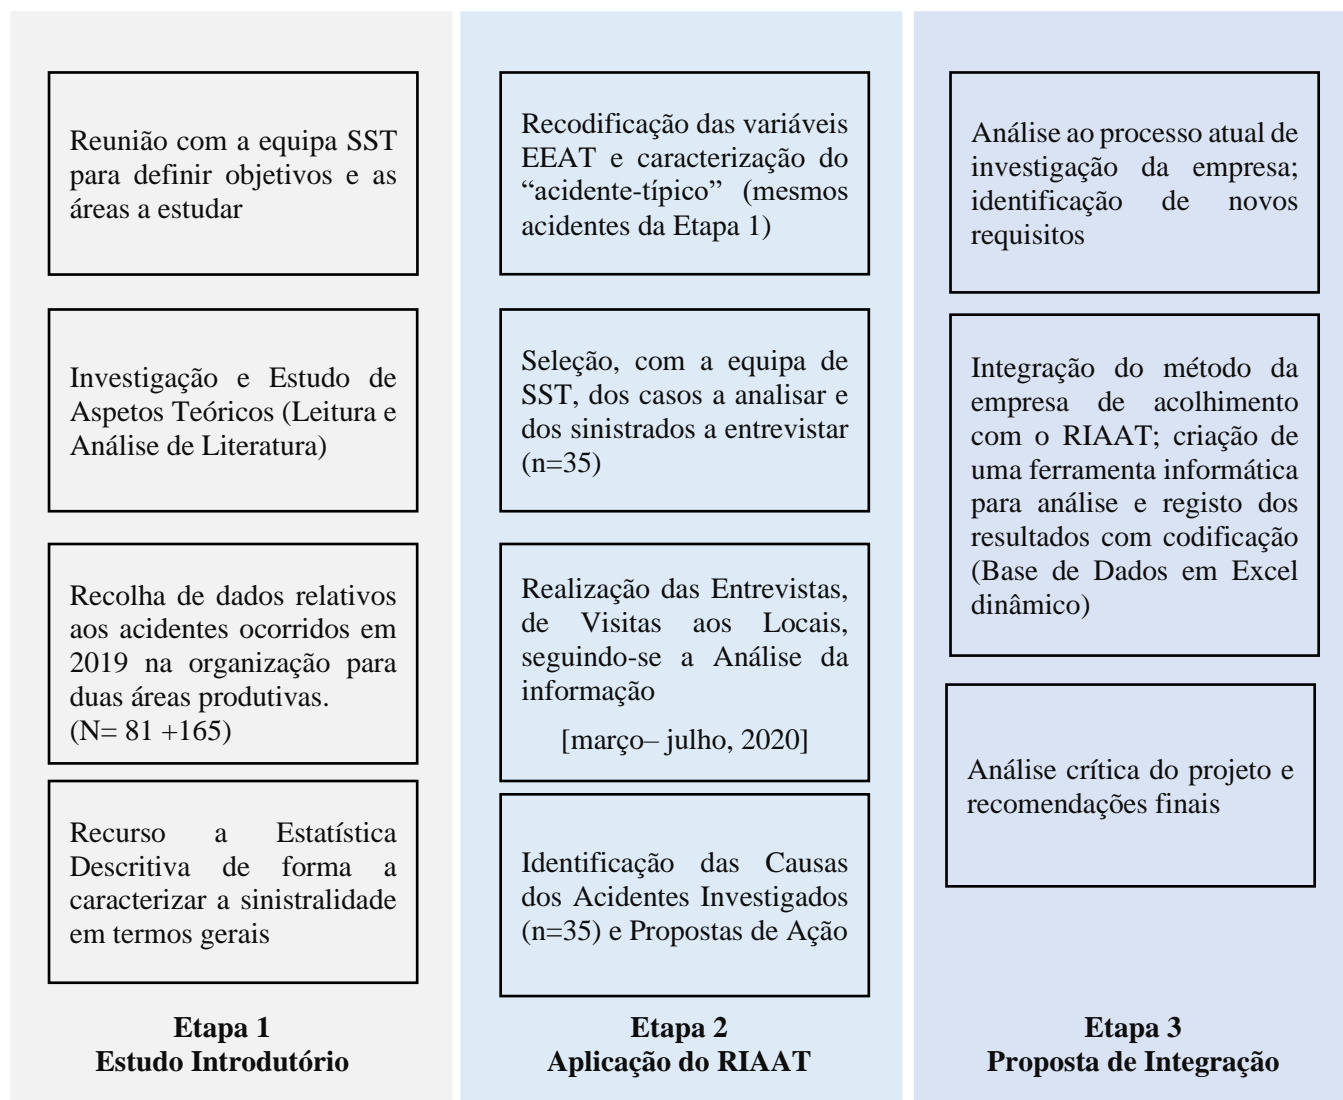 Reunião com a equipa SST
para definir objetivos e as
áreas a estudar
Investigação e Estudo de
Aspetos Teóricos (Leitura e
Análise de Literatura)
Recolha de dados relativos
aos acidentes ocorridos em
2019 na organização para
duas áreas produtivas.
(N= 81 +165)
Recurso a Estatística
Descritiva de forma a
caracterizar a sinistralidade
em termos gerais
Etapa 1
Estudo Introdutório
Recodificação das variáveis
EEAT e caracterização do
“acidente-típico” (mesmos
acidentes da Etapa 1)
Seleção, com a equipa de
SST, dos casos a analisar e
dos sinistrados a entrevistar
(n=35)
Realização das Entrevistas,
de Visitas aos Locais,
seguindo-se a Análise da
informação
[março– julho, 2020]
Identificação das Causas
dos Acidentes Investigados
(n=35) e Propostas de Ação
Etapa 2
Aplicação do RIAAT
Análise ao processo atual de
investigação da empresa;
identificação de novos
requisitos
Integração do método da
empresa de acolhimento
com o RIAAT; criação de
uma ferramenta informática
para análise e registo dos
resultados com codificação
(Base de Dados em Excel
dinâmico)
Análise crítica do projeto e
recomendações finais
Etapa 3
Proposta de Integração